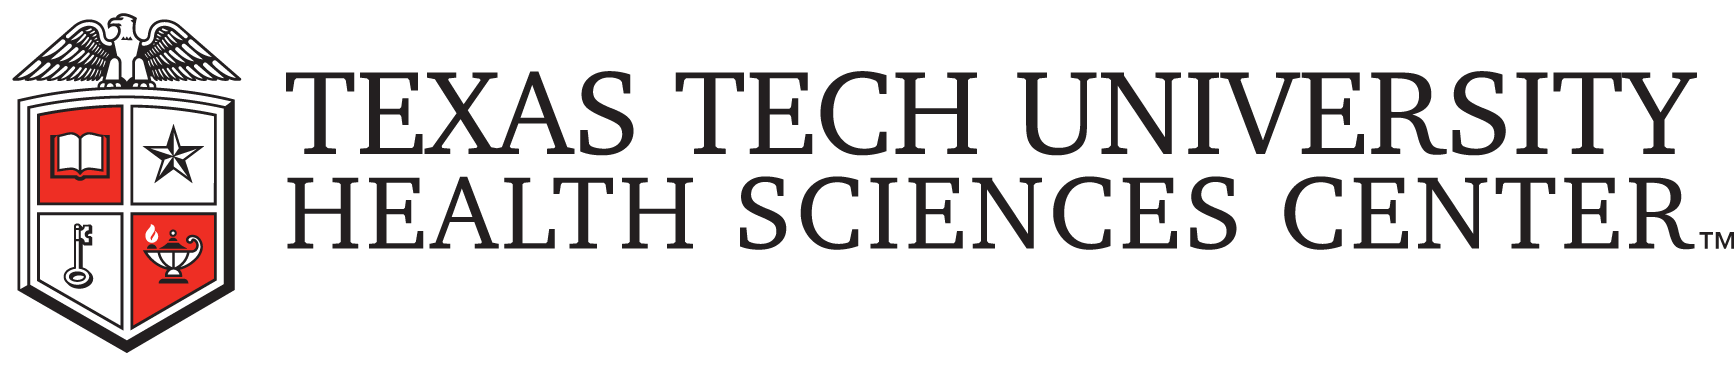 TEXAS TECH UNIVERSITY
HEALTH SCIENCES CENTER™